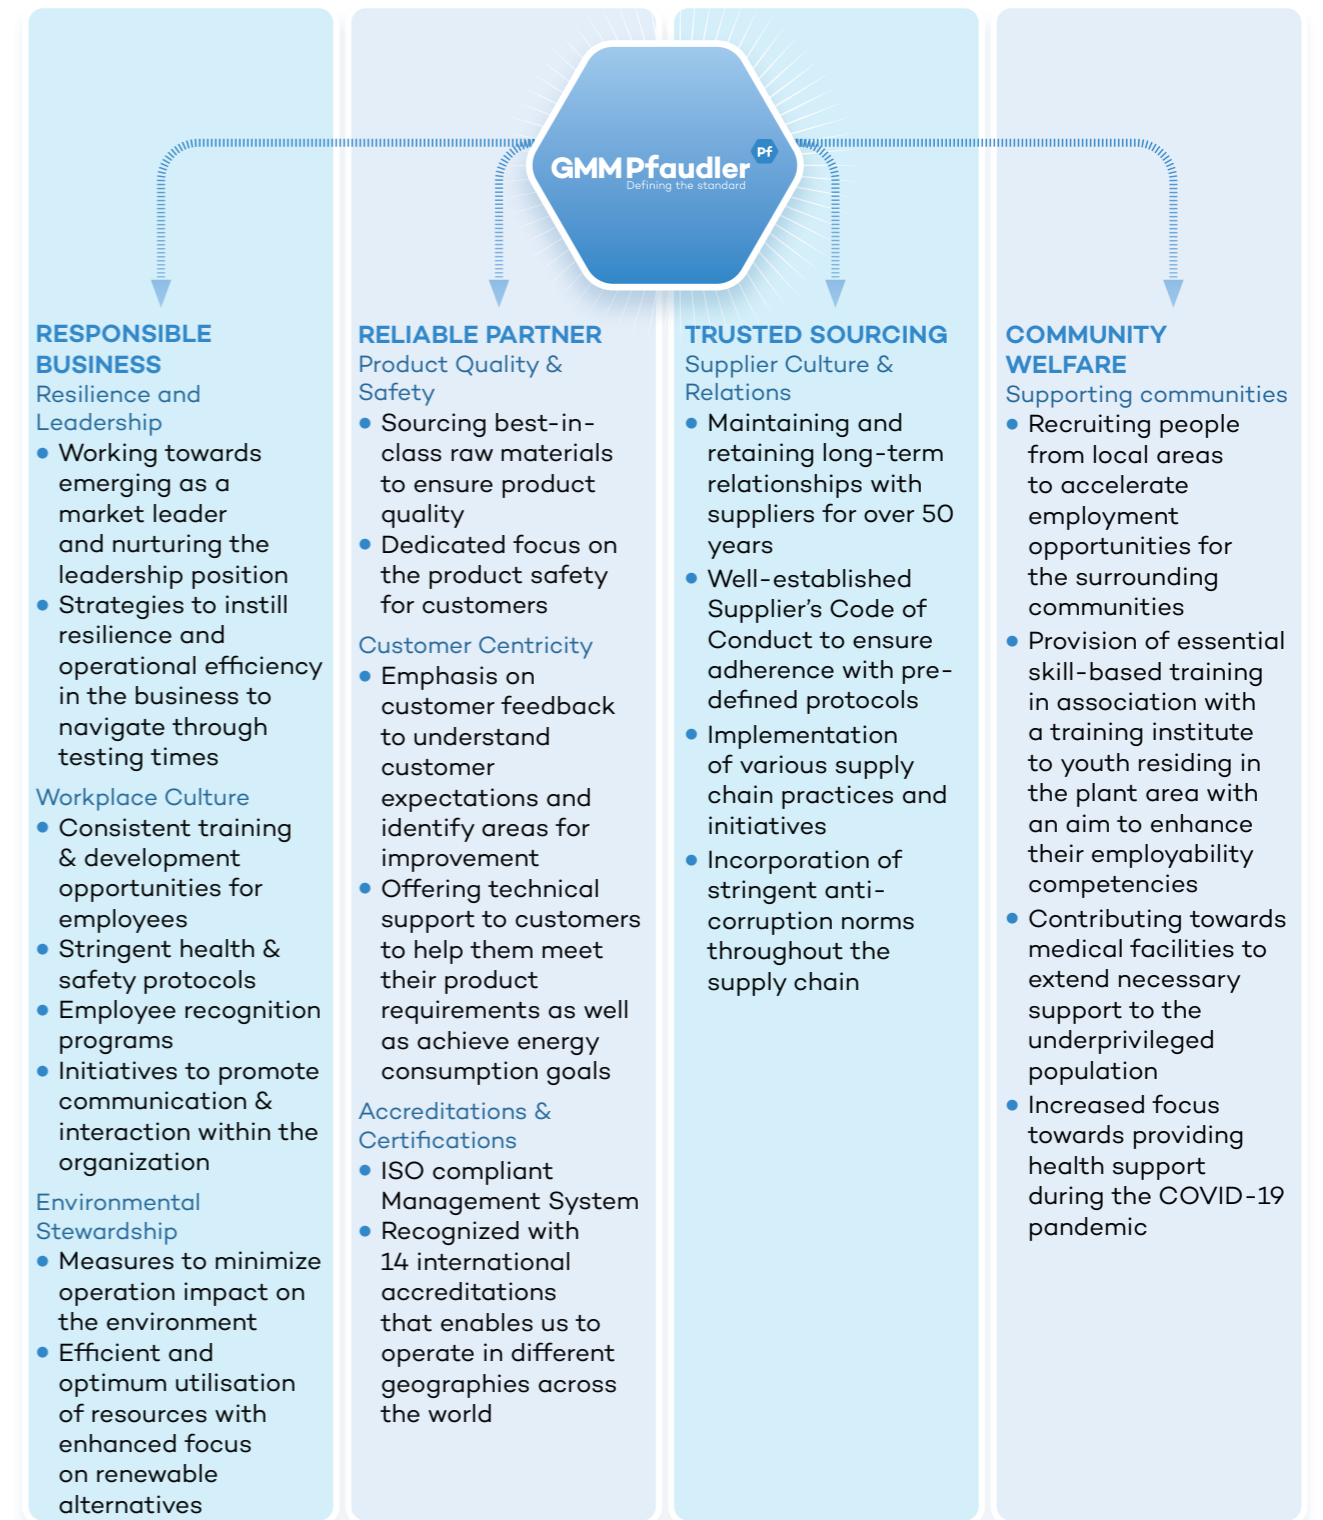 GMM Pfaudler
Pf
Defining the standard
RESPONSIBLE
BUSINESS
Resilience and
Leadership
• Working towards
emerging as a
market leader
and nurturing the
leadership position
• Strategies to instill
resilience and
operational efficiency
in the business to
navigate through
testing times
Workplace Culture
• Consistent training
& development
opportunities for
employees
• Stringent health &
safety protocols
• Employee recognition
programs
• Initiatives to promote
communication &
interaction within the
organization
Environmental
Stewardship
• Measures to minimize
operation impact on
the environment
• Efficient and
optimum utilisation
of resources with
enhanced focus
on renewable
alternatives
RELIABLE PARTNER
Product Quality &
Safety
• Sourcing best-in-
class raw materials
to ensure product
quality
• Dedicated focus on
the product safety
for customers
Customer Centricity
• Emphasis on
customer feedback
to understand
customer
expectations and
identify areas for
improvement
• Offering technical
support to customers
to help them meet
their product
requirements as well
as achieve energy
consumption goals
Accreditations &
Certifications
• ISO compliant
Management System
• Recognized with
14 international
accreditations
that enables us to
operate in different
geographies across
the world
TRUSTED SOURCING
Supplier Culture &
Relations
• Maintaining and
retaining long-term
relationships with
suppliers for over 50
years
• Well-established
Supplier's Code of
Conduct to ensure
adherence with pre-
defined protocols
• Implementation
of various supply
chain practices and
initiatives
• Incorporation of
stringent anti-
corruption norms
throughout the
supply chain
COMMUNITY
WELFARE
Supporting communities
• Recruiting people
from local areas
to accelerate
employment
opportunities for
the surrounding
communities
• Provision of essential
skill-based training
in association with
a training institute
to youth residing in
the plant area with
an aim to enhance
their employability
competencies
• Contributing towards
medical facilities to
extend necessary
support to the
underprivileged
population
• Increased focus
towards providing
health support
during the COVID-19
pandemic